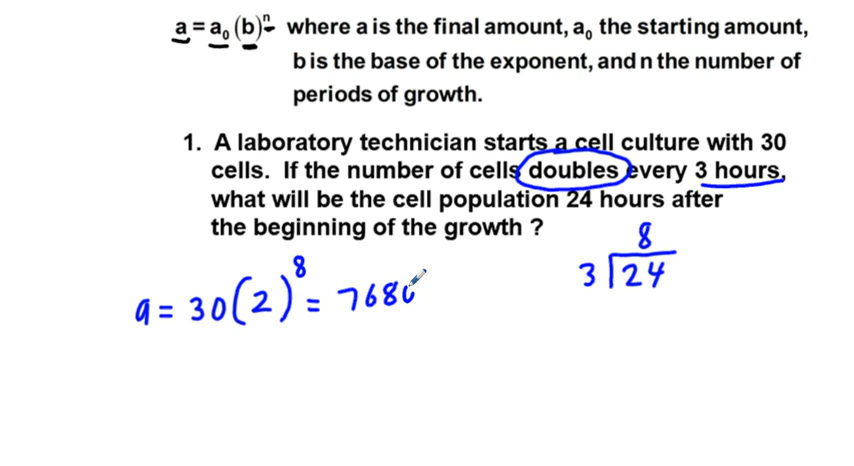 a = a₀ (b)ⁿ where a is the final amount, a₀ the starting amount,
b is the base of the exponent, and n the number of
periods of growth.
1. A laboratory technician starts a cell culture with 30
cells. If the number of cells doubles every 3 hours,
what will be the cell population 24 hours after
the beginning of the growth ?
8
3 24
a = 30(2)⁸ = 7680